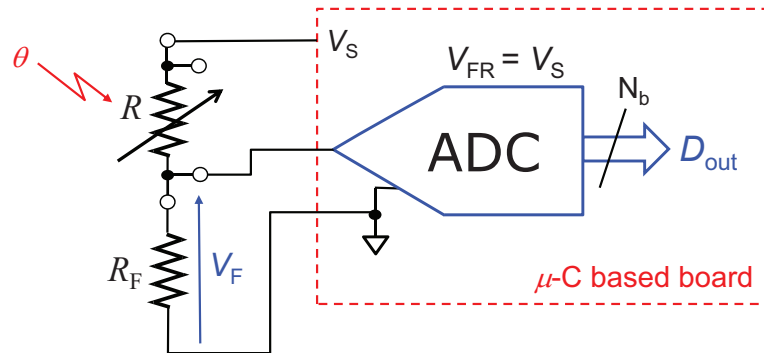 V_S
V_FR = V_S
θ
N_b
R
ADC
D_out
R_F
V_F
μ-C based board